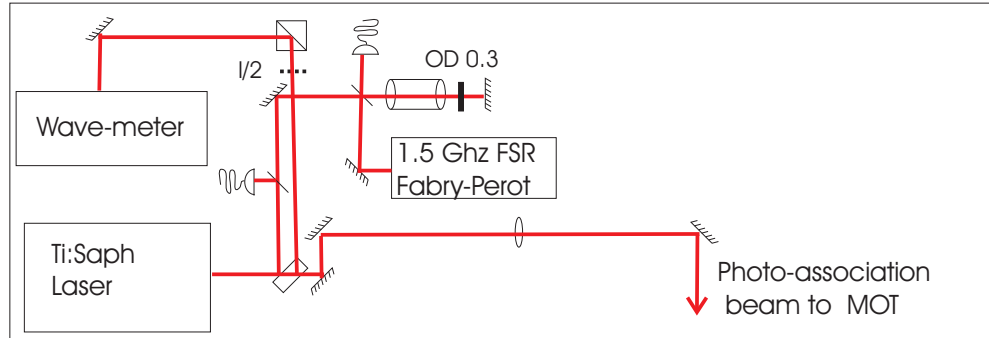 l/2
OD 0.3
Wave-meter
1.5 Ghz FSR
Fabry-Perot
Ti:Saph
Laser
Photo-association
beam to MOT